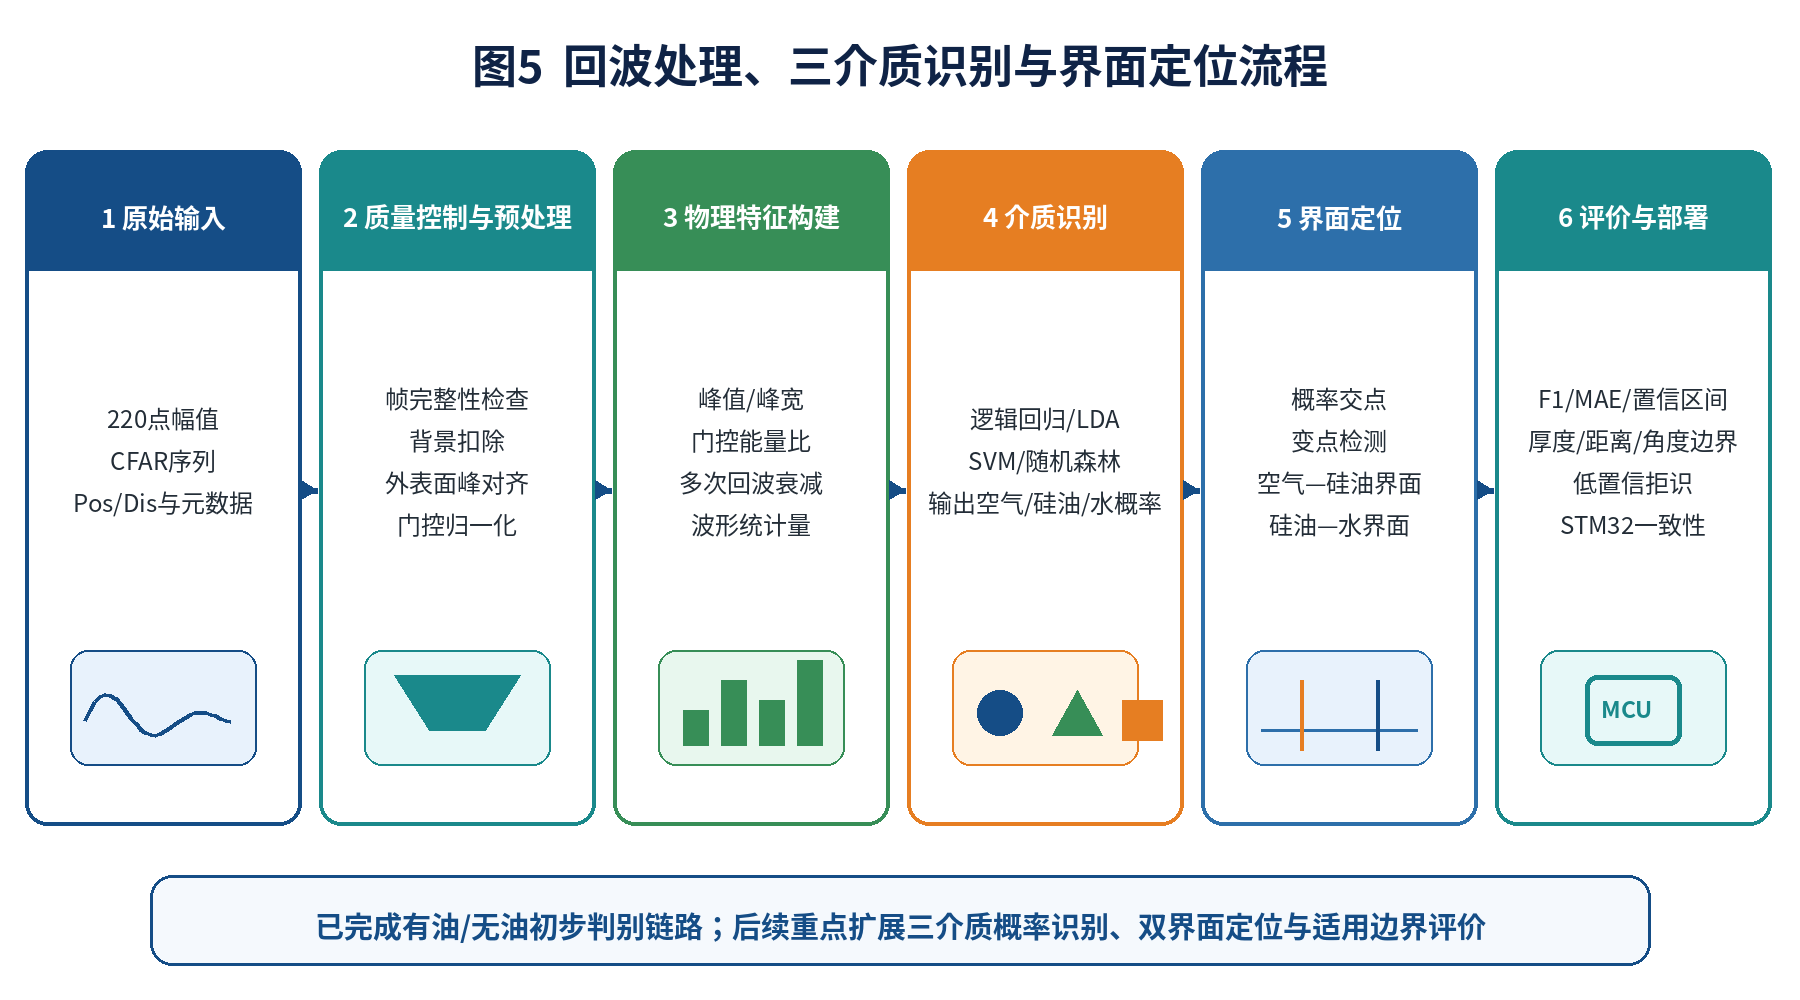 图5 回波处理、三介质识别与界面定位流程
1 原始输入
220点幅值
CFAR序列
Pos/Dis与元数据
2 质量控制与预处理
帧完整性检查
背景扣除
外表面峰对齐
门控归一化
3 物理特征构建
峰值/峰宽
门控能量比
多次回波衰减
波形统计量
4 介质识别
逻辑回归/LDA
SVM/随机森林
输出空气/硅油/水概率
5 界面定位
概率交点
变点检测
空气—硅油界面
硅油—水界面
6 评价与部署
F1/MAE/置信区间
厚度/距离/角度边界
低置信拒识
STM32一致性
MCU
已完成有油/无油初步判别链路；后续重点扩展三介质概率识别、双界面定位与适用边界评价